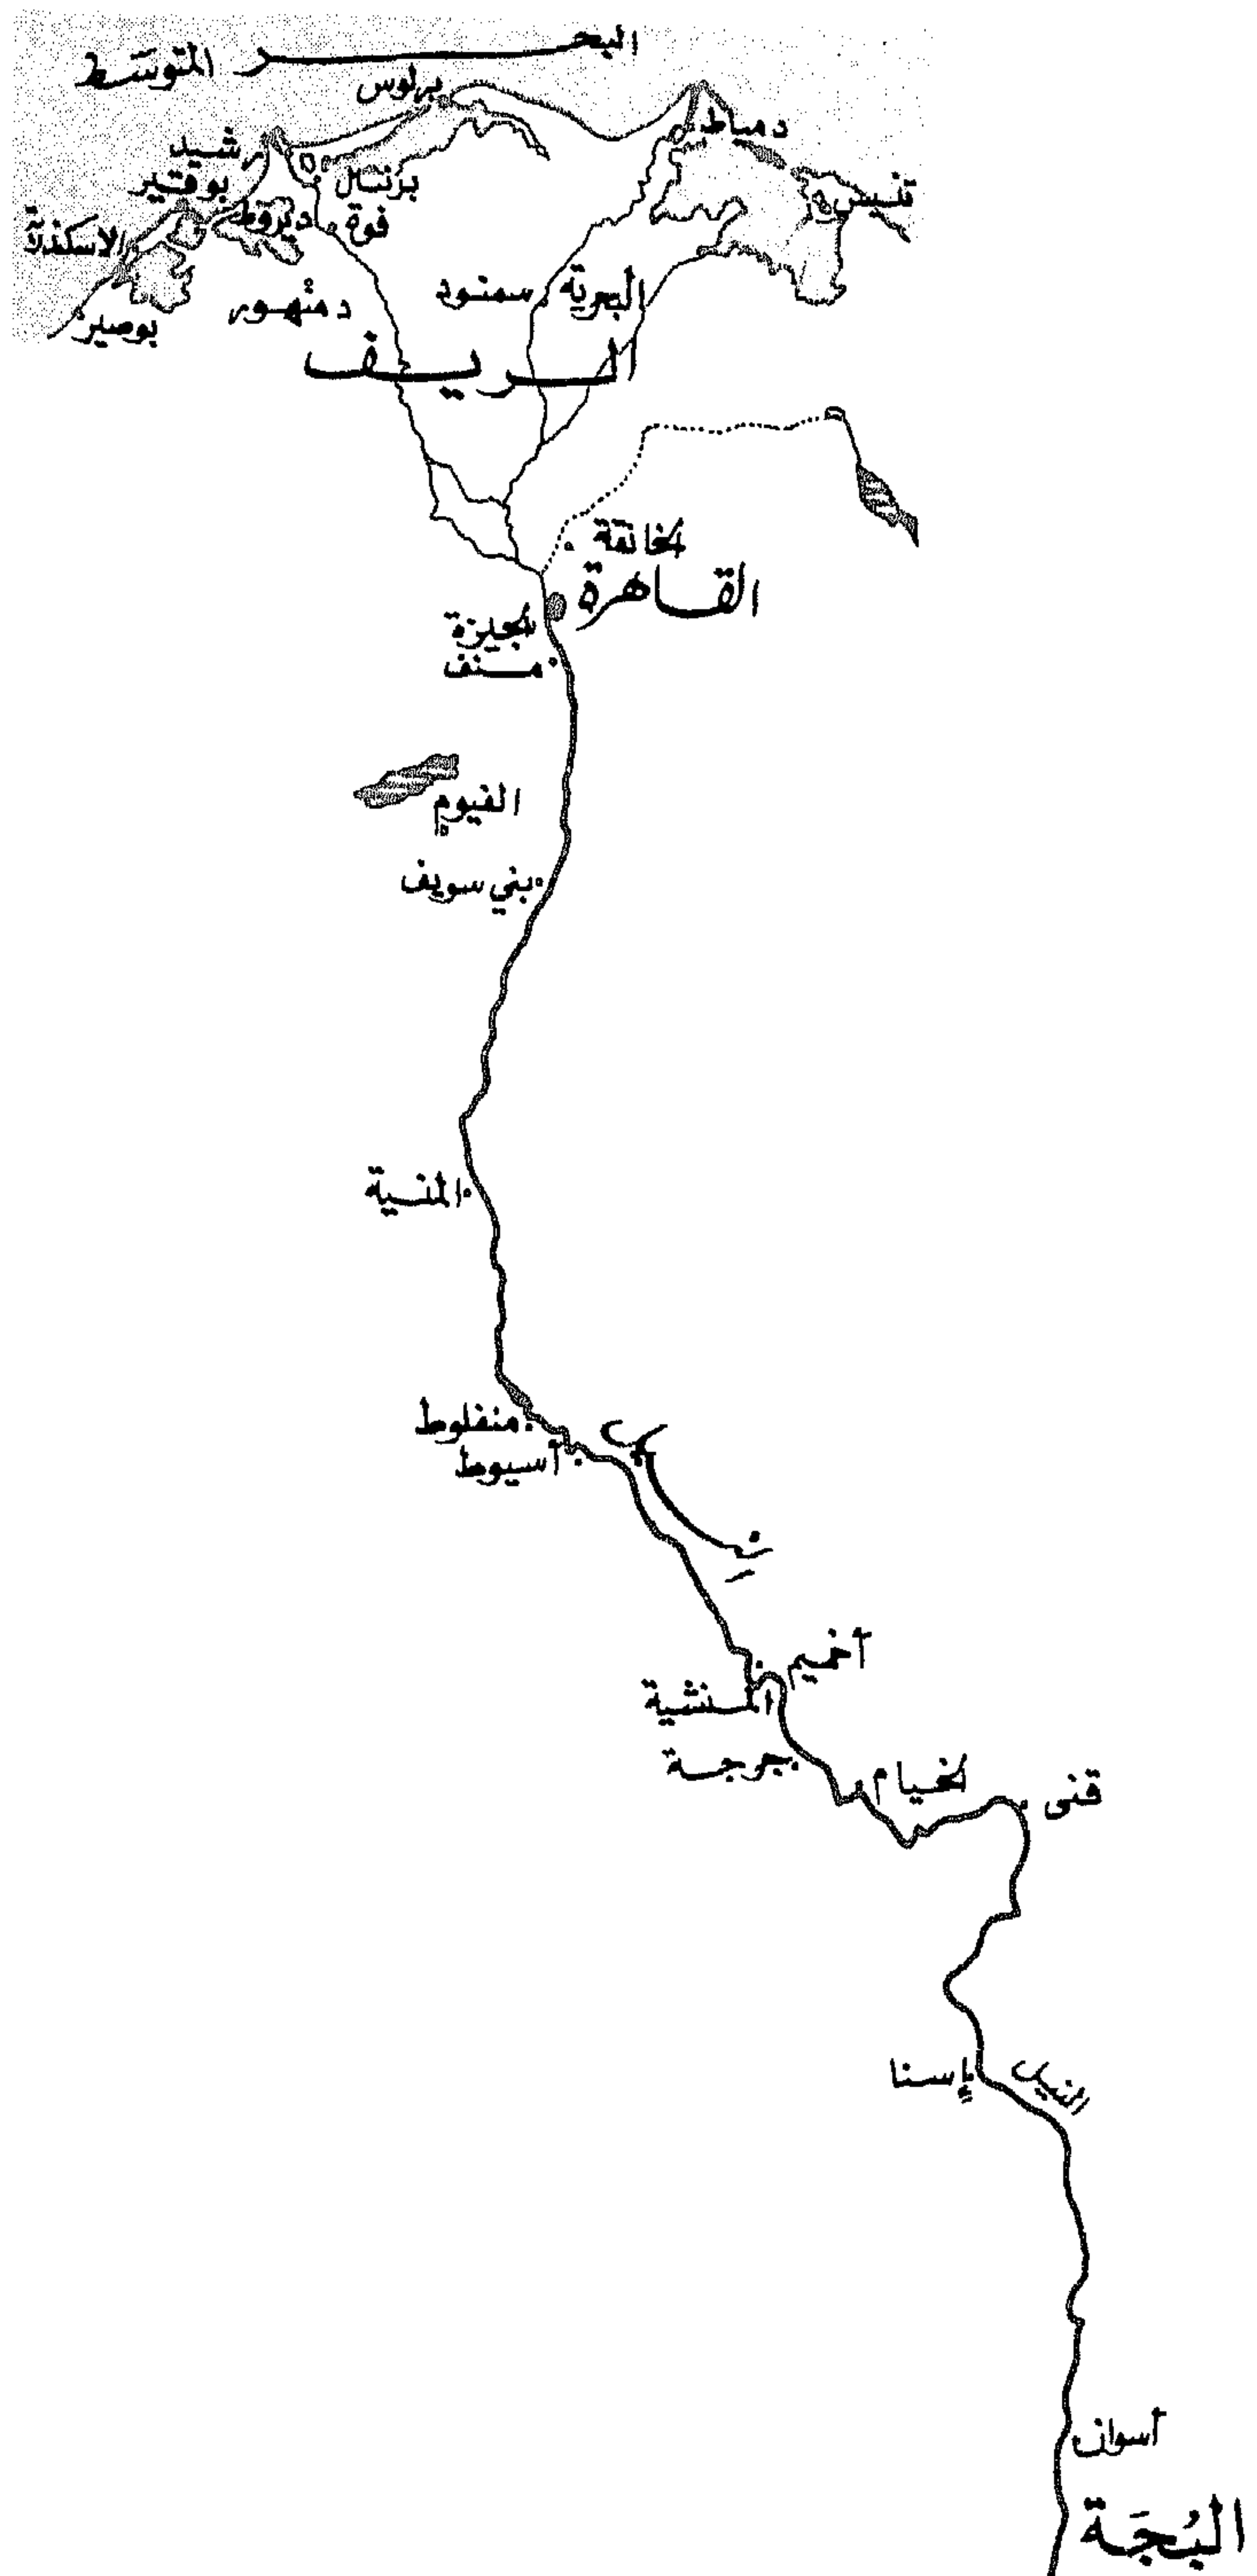 البحر المتوسط
برلوس
دمياط
رشيد
بوقير
برنبال
تنيس
ديروط
فوة
الاسكندرية
البحرية
سمنود
دمنهور
بوصير
الريف
الخانقة
القاهرة
الجيزة
منف
الفيوم
بني سويف
المنية
منفلوط
أسيوط
أخميم
المنشية
جرجة
الخيام
قنى
إسنا
النيل
أسوان
البُجَة